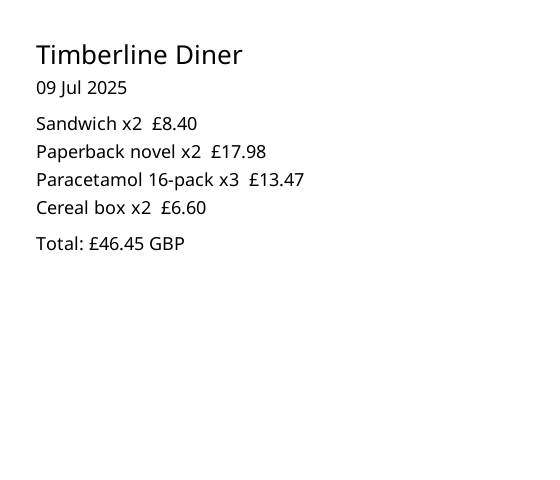 Timberline Diner
09 Jul 2025
Sandwich x2  £8.40
Paperback novel x2  £17.98
Paracetamol 16-pack x3  £13.47
Cereal box x2  £6.60
Total: £46.45 GBP